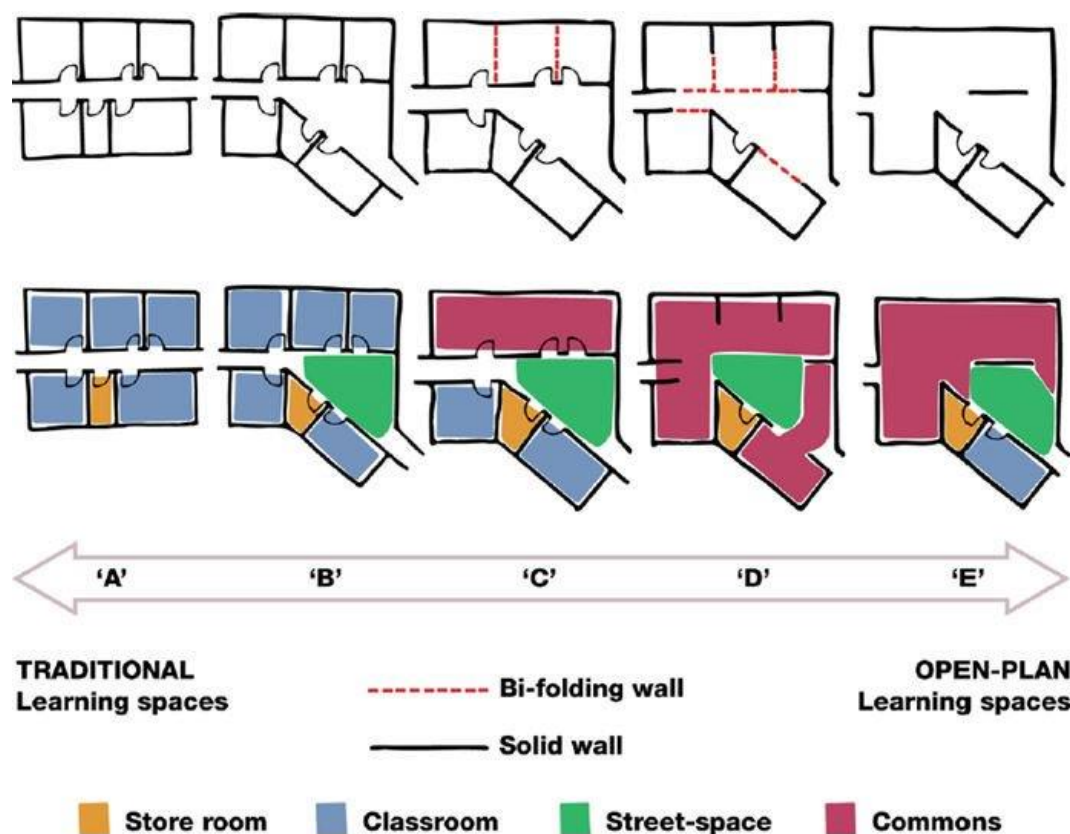 ‘A’ ‘B’ ‘C’ ‘D’ ‘E’
TRADITIONAL
Learning spaces
OPEN-PLAN
Learning spaces
Bi-folding wall
Solid wall
Store room Classroom Street-space Commons